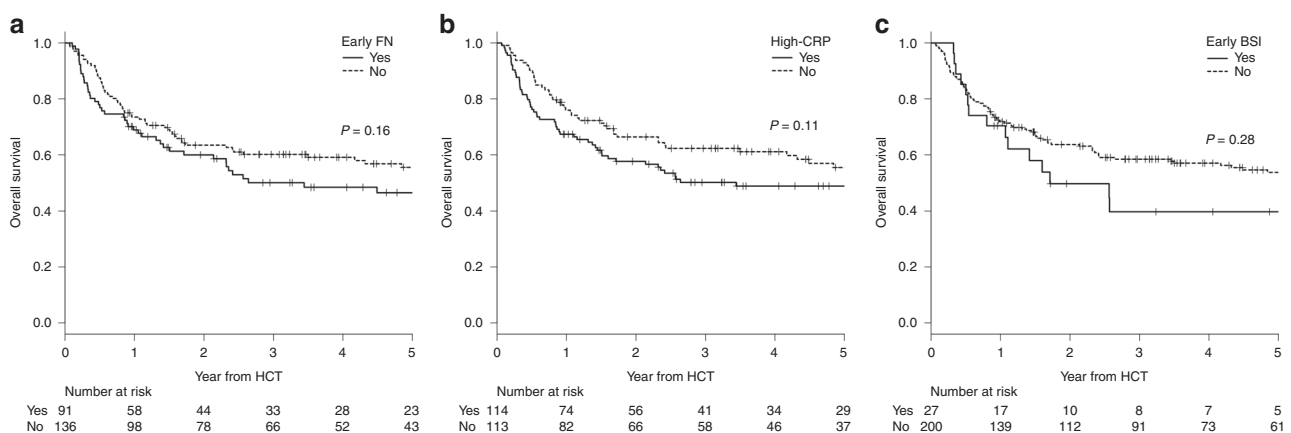 a
Early FN
Yes
No
P = 0.16
Overall survival
1.0
0.8
0.6
0.4
0.2
0.0
0 1 2 3 4 5
Year from HCT
Number at risk
Yes 91 58 44 33 28 23
No 136 98 78 66 52 43
b
High-CRP
Yes
No
P = 0.11
Overall survival
1.0
0.8
0.6
0.4
0.2
0.0
0 1 2 3 4 5
Year from HCT
Number at risk
Yes 114 74 56 41 34 29
No 113 82 66 58 46 37
c
Early BSI
Yes
No
P = 0.28
Overall survival
1.0
0.8
0.6
0.4
0.2
0.0
0 1 2 3 4 5
Year from HCT
Number at risk
Yes 27 17 10 8 7 5
No 200 139 112 91 73 61